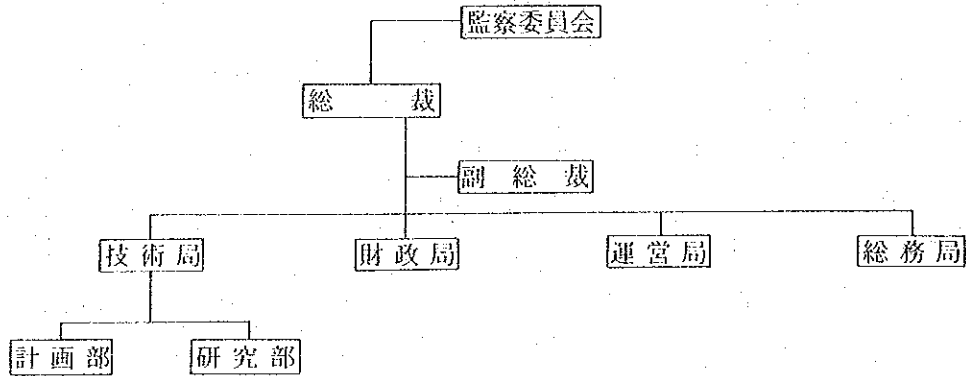 監察委員会
総裁
副総裁
技術局 財政局 運営局 総務局
計画部 研究部